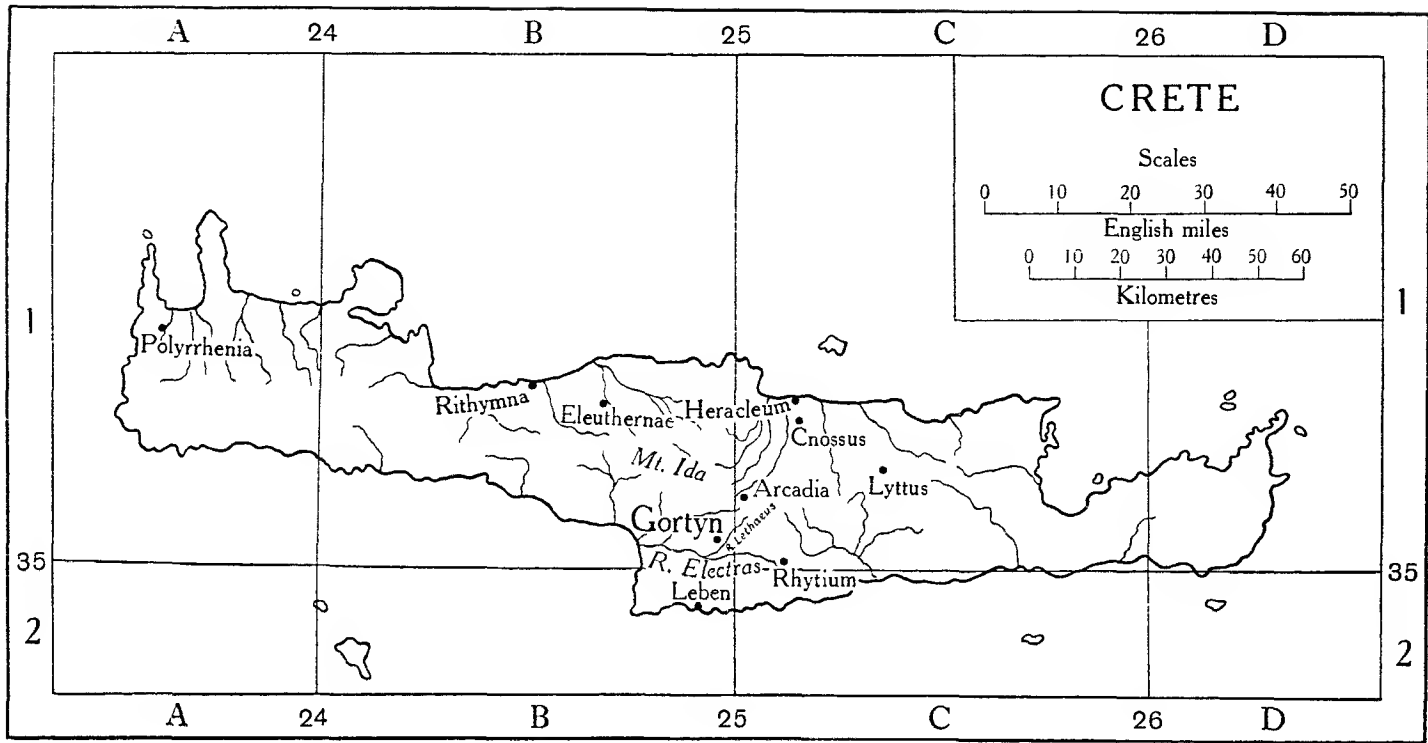 A 24 B 25 C 26 D
CRETE
Scales
0 10 20 30 40 50
English miles
0 10 20 30 40 50 60
Kilometres
1 1
Polyrrhenia
Rithymna
Eleuthernae
Heracleum
Cnossus
Mt. Ida
Arcadia
Lyttus
Gortyn
R. Lethaeus
35 35
R. Electras
Rhytium
Leben
2 2
A 24 B 25 C 26 D